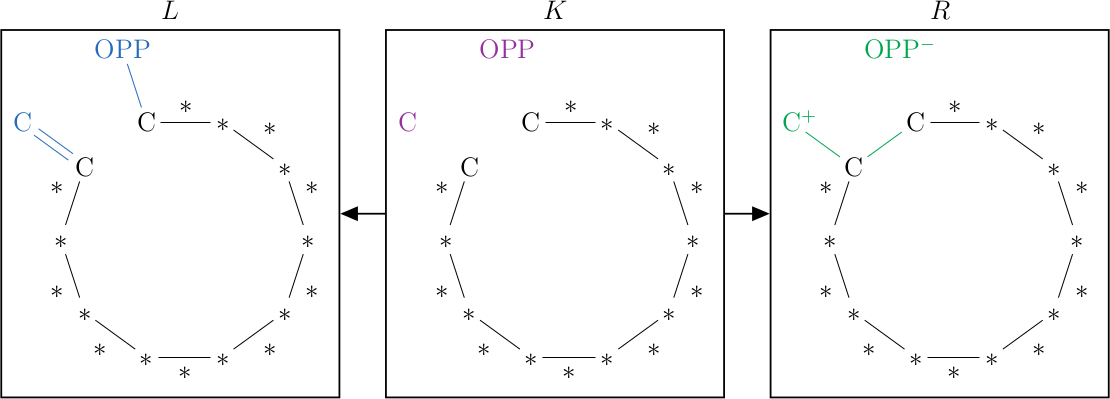 L K R
OPP OPP OPP⁻
C C * * C C * * C⁺ C * *
* * *
C * C * C *
* * * * * *
* * * * * *
* * * * * *
* * * * * *
* * * * * * * * * * * *
* * *